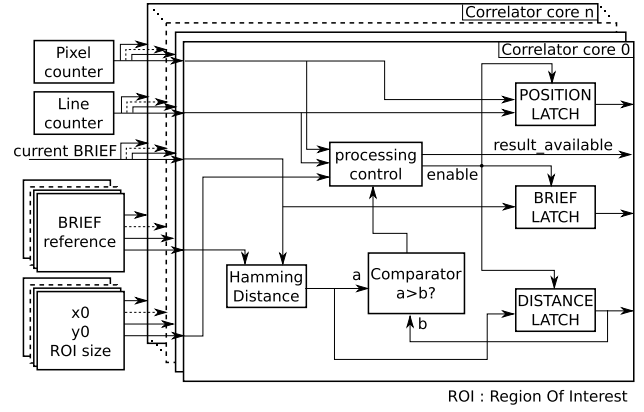 Correlator core n
Correlator core 0
Pixel
counter
Line
counter
current BRIEF
BRIEF
reference
x0
y0
ROI size
processing
control
Hamming
Distance
a
Comparator
a>b?
b
enable
result_available
POSITION
LATCH
BRIEF
LATCH
DISTANCE
LATCH
ROI : Region Of Interest